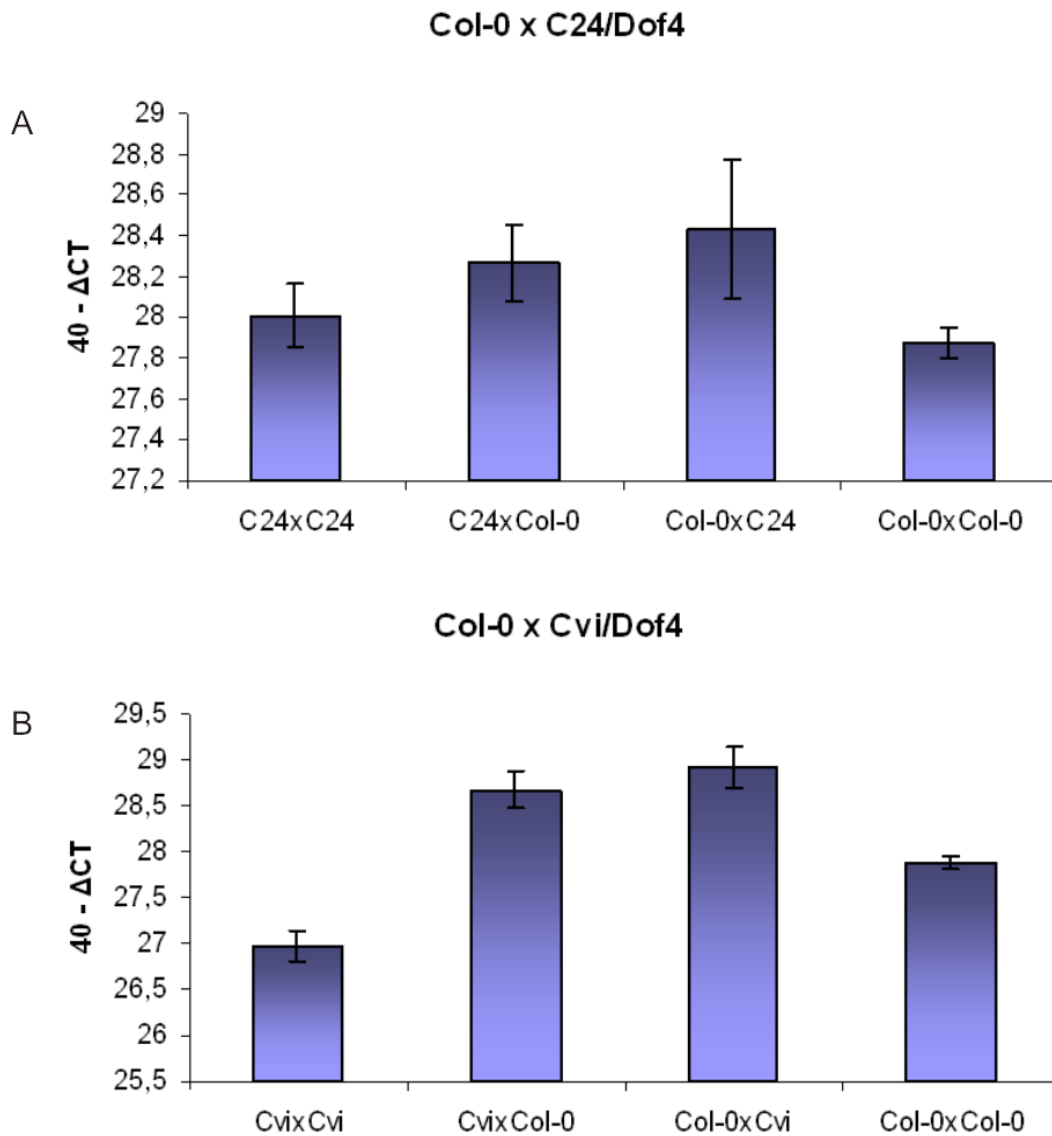 Col-0 x C24/Dof4
A
40 - ΔCT
29
28,8
28,6
28,4
28,2
28
27,8
27,6
27,4
27,2
C24xC24 C24xCol-0 Col-0xC24 Col-0xCol-0
Col-0 x Cvi/Dof4
B
40 - ΔCT
29,5
29
28,5
28
27,5
27
26,5
26
25,5
CvixCvi CvixCol-0 Col-0xCvi Col-0xCol-0